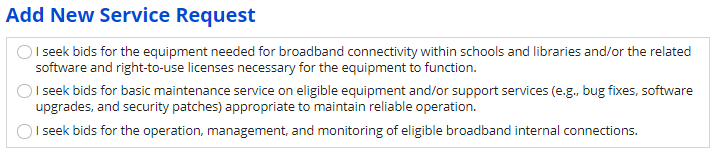 Add New Service Request
I seek bids for the equipment needed for broadband connectivity within schools and libraries and/or the related
software and right-to-use licenses necessary for the equipment to function.
I seek bids for basic maintenance service on eligible equipment and/or support services (e.g., bug fixes, software
upgrades, and security patches) appropriate to maintain reliable operation.
I seek bids for the operation, management, and monitoring of eligible broadband internal connections.